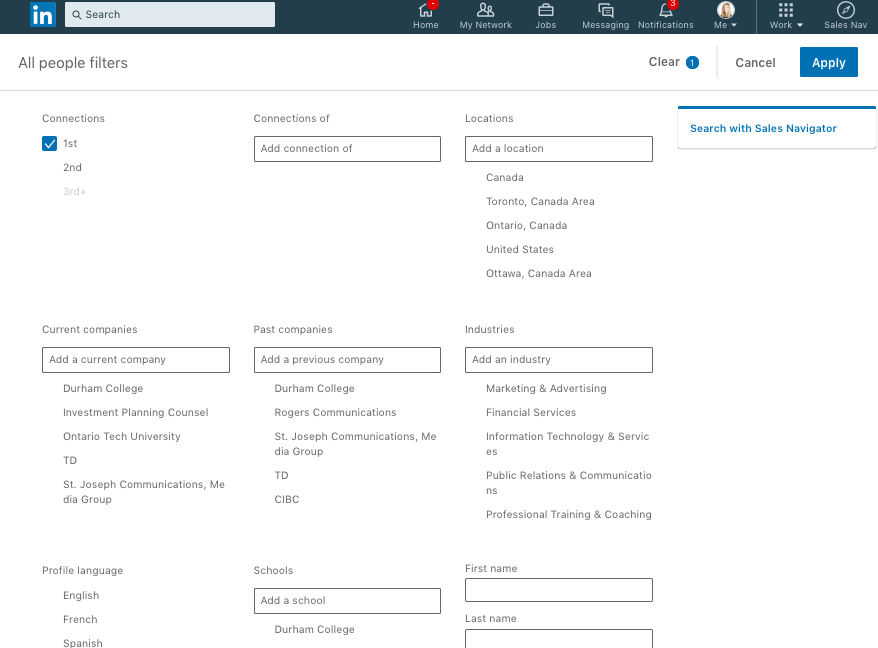 in
Search
Home
My Network
Jobs
Messaging
3
Notifications
Me
Work
Sales Nav
All people filters
Clear 1
Cancel
Apply
Connections
1st
2nd
3rd+
Connections of
Add connection of
Locations
Add a location
Canada
Toronto, Canada Area
Ontario, Canada
United States
Ottawa, Canada Area
Search with Sales Navigator
Current companies
Add a current company
Durham College
Investment Planning Counsel
Ontario Tech University
TD
St. Joseph Communications, Me
dia Group
Past companies
Add a previous company
Durham College
Rogers Communications
St. Joseph Communications, Me
dia Group
TD
CIBC
Industries
Add an industry
Marketing & Advertising
Financial Services
Information Technology & Servic
es
Public Relations & Communicatio
ns
Professional Training & Coaching
Profile language
English
French
Spanish
Schools
Add a school
Durham College
First name
Last name